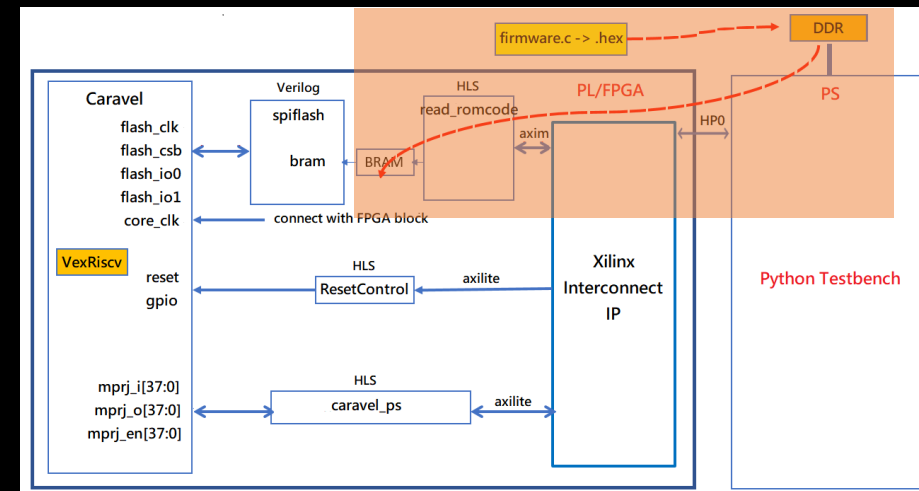 firmware.c -> .hex
DDR
PL/FPGA
PS
Verilog
HLS
Caravel
spiflash
read_romcode
flash_clk
flash_csb
bram
BRAM
axim
HP0
flash_io0
flash_io1
core_clk
connect with FPGA block
VexRiscv
reset
gpio
HLS
ResetControl
axilite
Xilinx
Interconnect
IP
Python Testbench
mprj_i[37:0]
mprj_o[37:0]
mprj_en[37:0]
HLS
caravel_ps
axilite